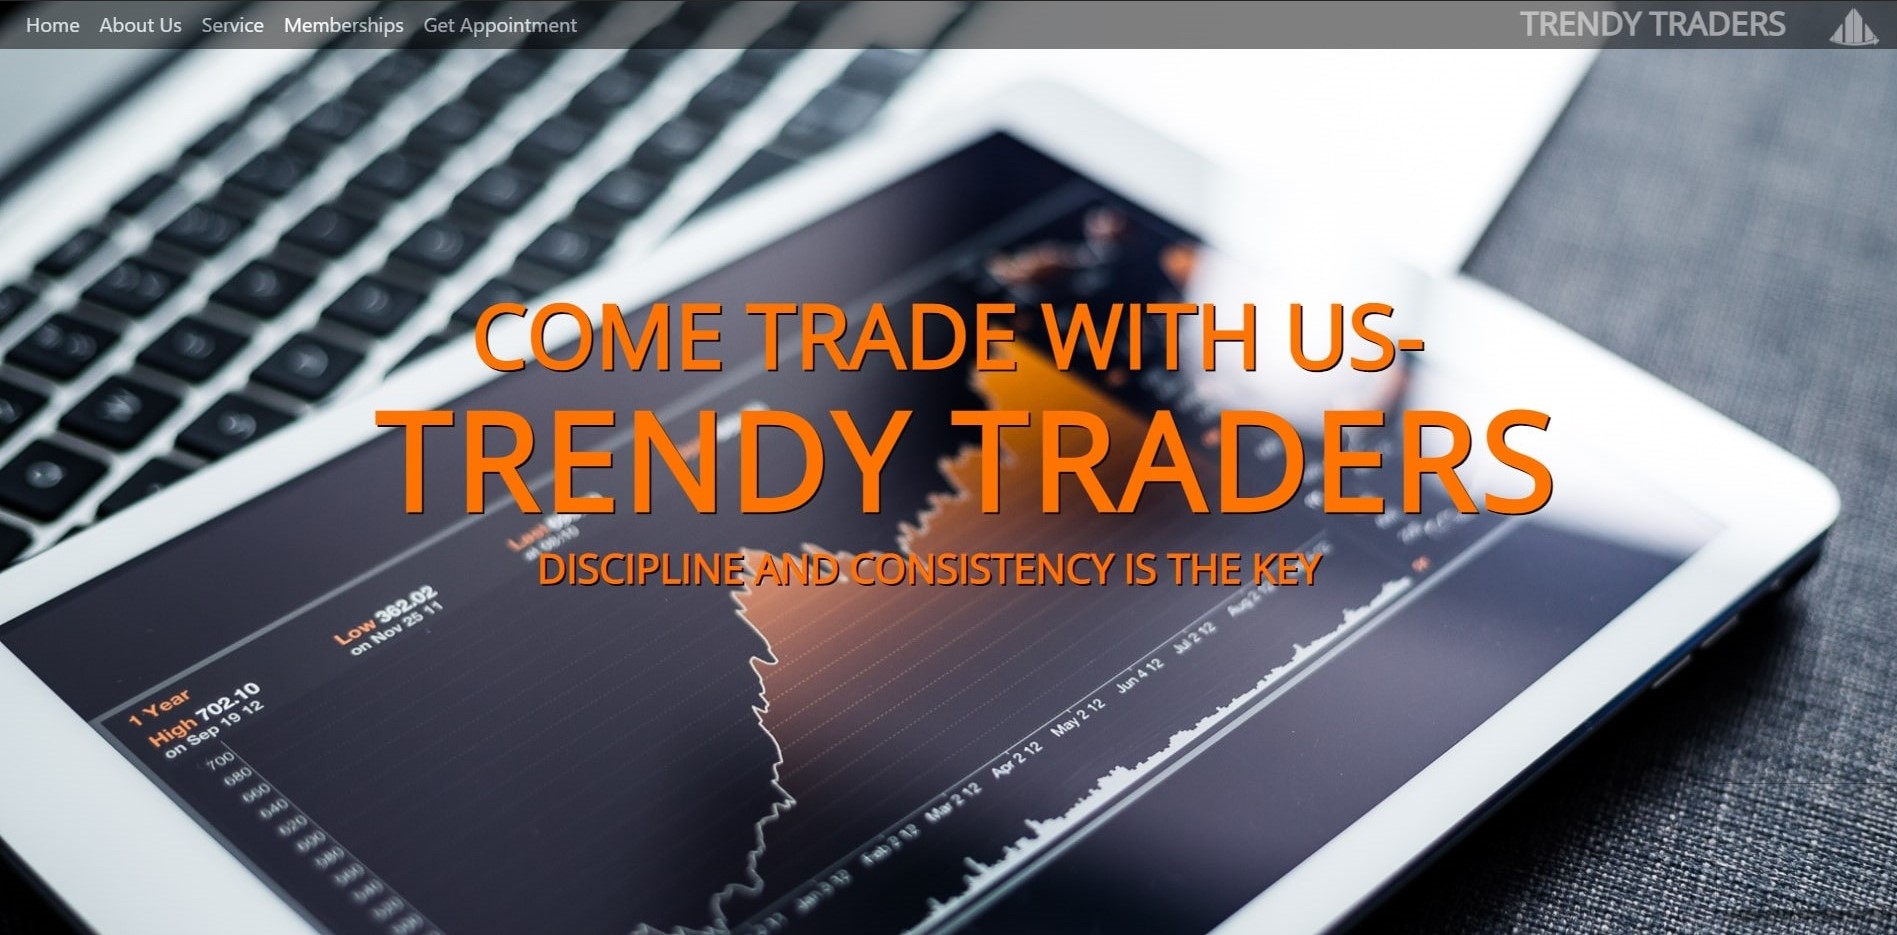 Home About Us Service Memberships Get Appointment
TRENDY TRADERS
COME TRADE WITH US-
TRENDY TRADERS
DISCIPLINE AND CONSISTENCY IS THE KEY
Low 362.02
on Nov 25 11
1 Year
High 702.10
on Sep 19 12
700
680
660
640
620
600
Jan 3 12
Feb 2 12
Mar 2 12
Apr 2 12
May 2 12
Jun 4 12
Jul 2 12
Aug 2 12